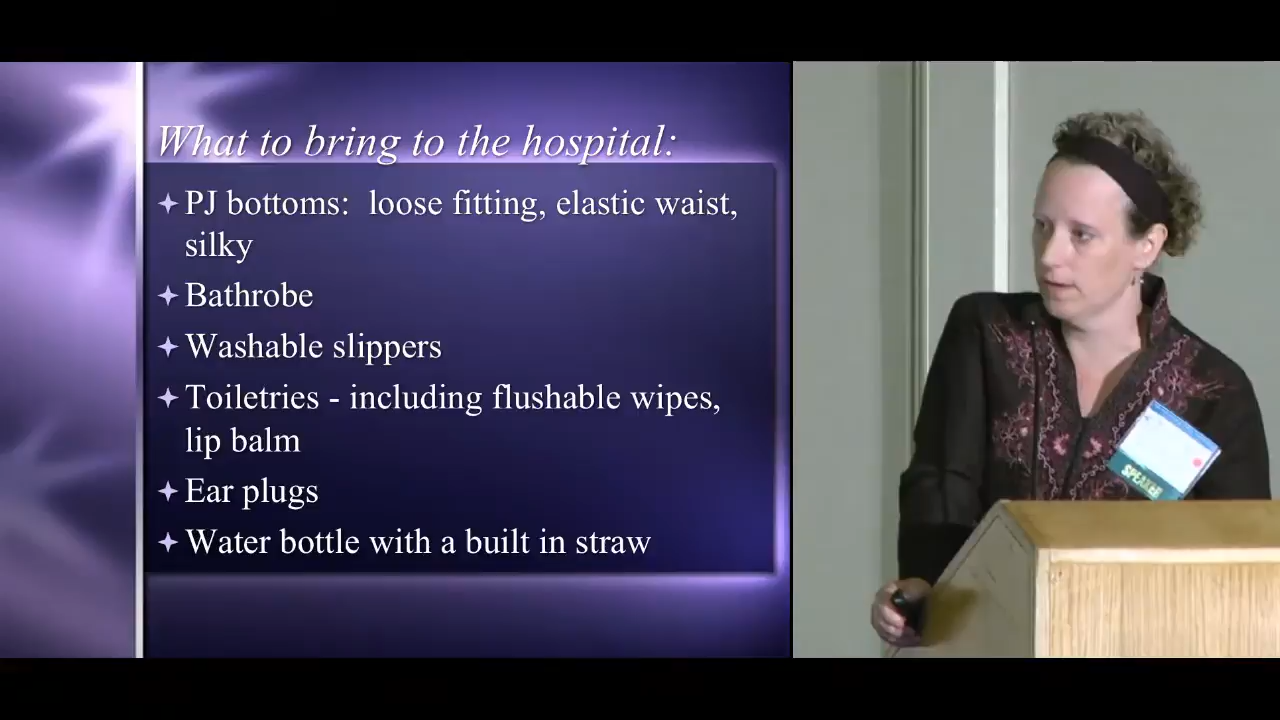 What to bring to the hospital:
PJ bottoms: loose fitting, elastic waist,
silky
Bathrobe
Washable slippers
Toiletries - including flushable wipes,
lip balm
Ear plugs
Water bottle with a built in straw
SPEAKER